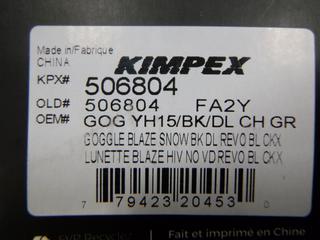 Made in/Fabrique
CHINA
KIMPEX
KPX# 506804
OLD# 506804 FA2Y
OEM# GOG YH15/BK/DL CH GR
GOGGLE BLAZE SNOW BK DL REVO BL CKX
LUNETTE BLAZE HIV NO VD REVO BL CKX
7 79423 20453 0
Fait et imprimé en Chine